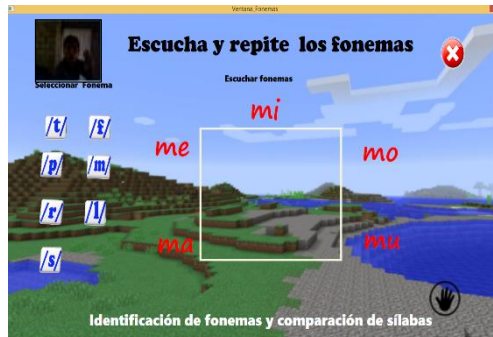 Ventana_Fonemas
Escucha y repite los fonemas
Seleccionar Fonema
Escuchar fonemas
mi
me
mo
ma
mu
/t/ /f/
/p/ /m/
/r/ /l/
/s/
Identificación de fonemas y comparación de sílabas